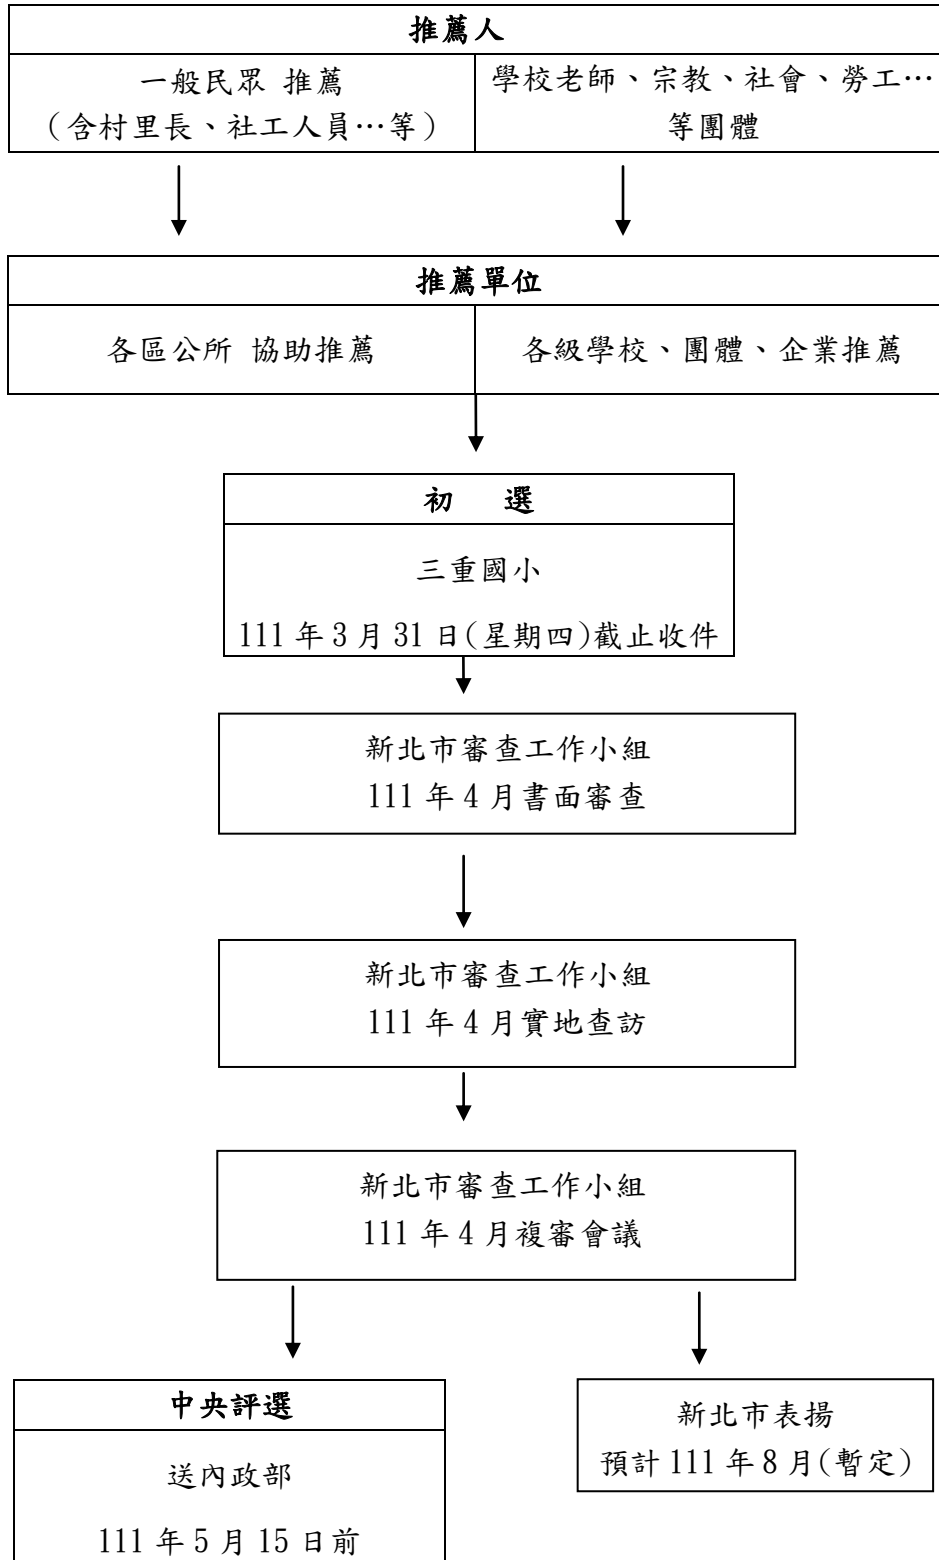 推薦人
一般民眾 推薦
（含村里長、社工人員…等）
學校老師、宗教、社會、勞工…
等團體
推薦單位
各區公所 協助推薦
各級學校、團體、企業推薦
初 選
三重國小
111 年 3 月 31 日(星期四)截止收件
新北市審查工作小組
111 年 4 月書面審查
新北市審查工作小組
111 年 4 月實地查訪
新北市審查工作小組
111 年 4 月複審會議
中央評選
送內政部
111 年 5 月 15 日前
新北市表揚
預計 111 年 8 月(暫定)